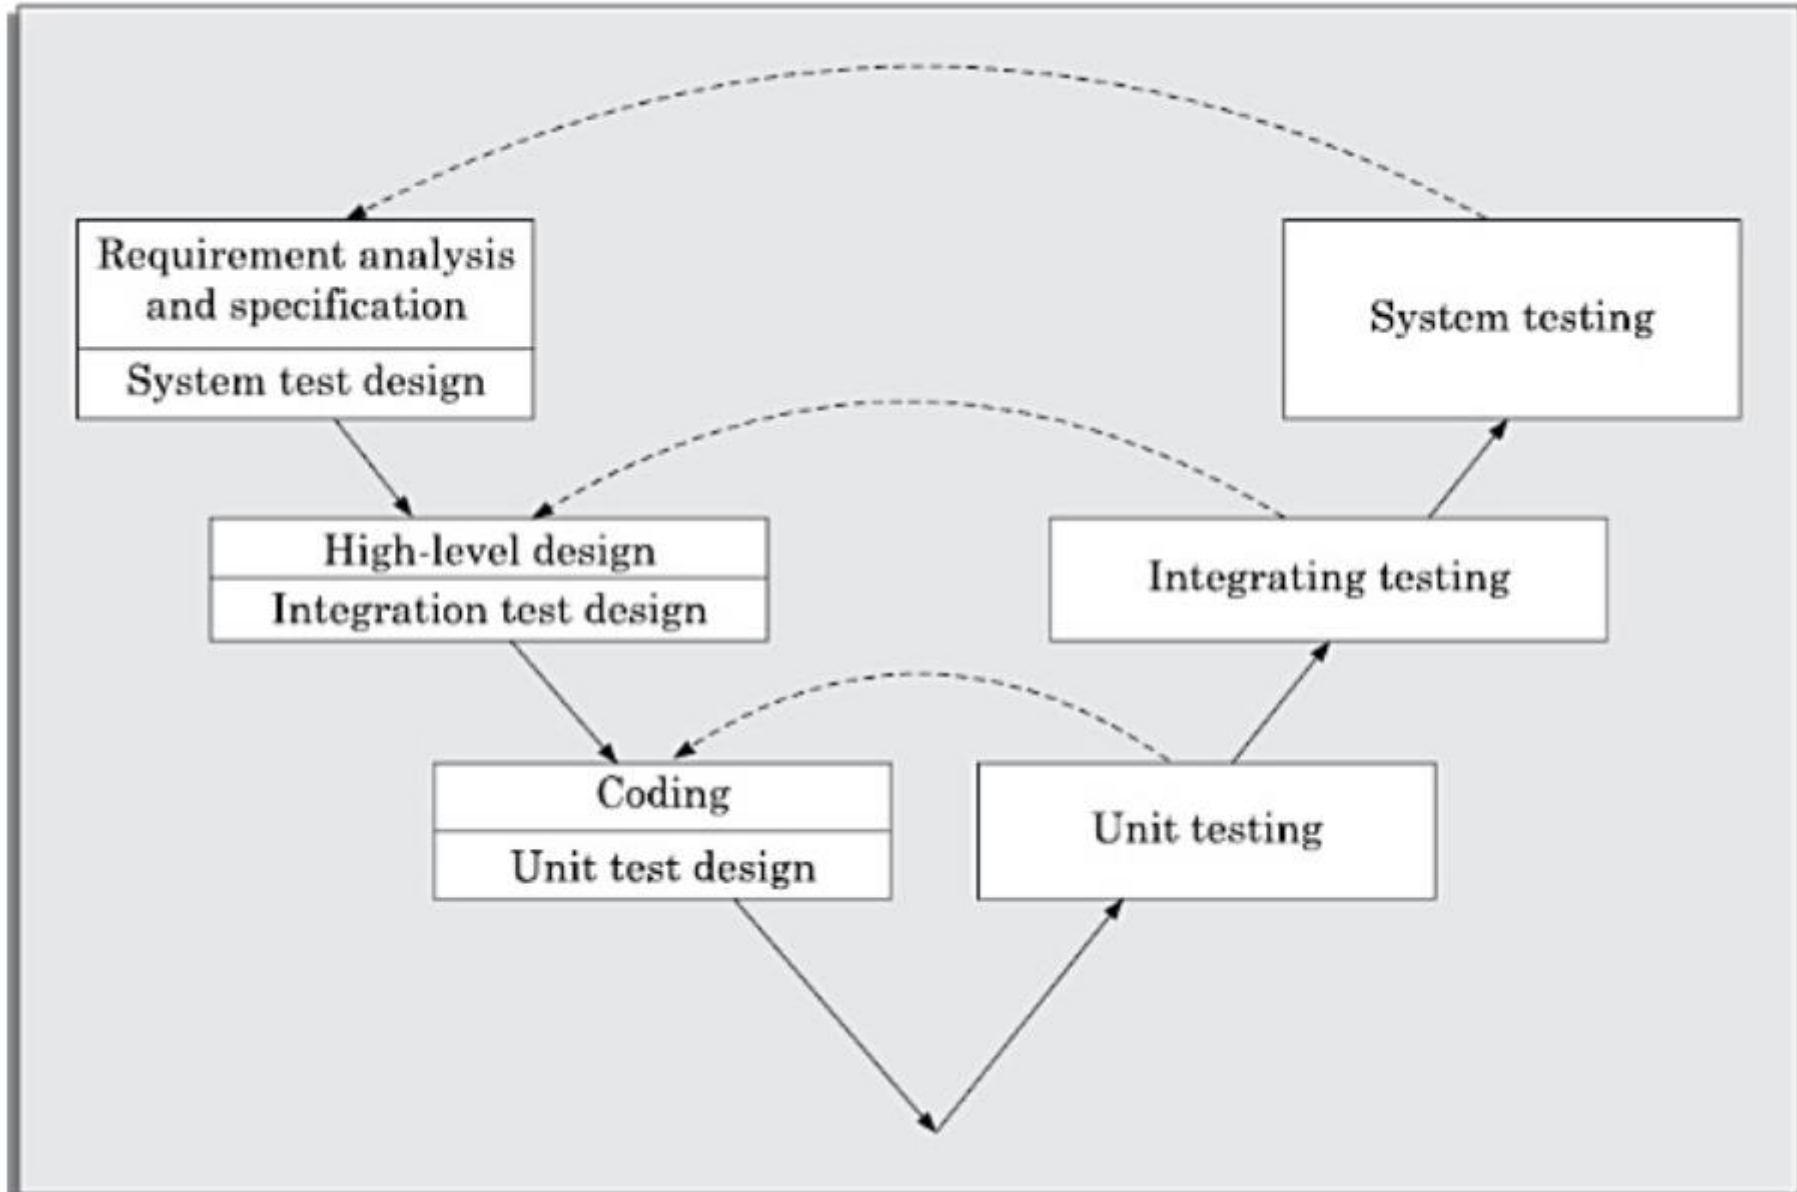 Requirement analysis
and specification
System test design
System testing
High-level design
Integration test design
Integrating testing
Coding
Unit test design
Unit testing